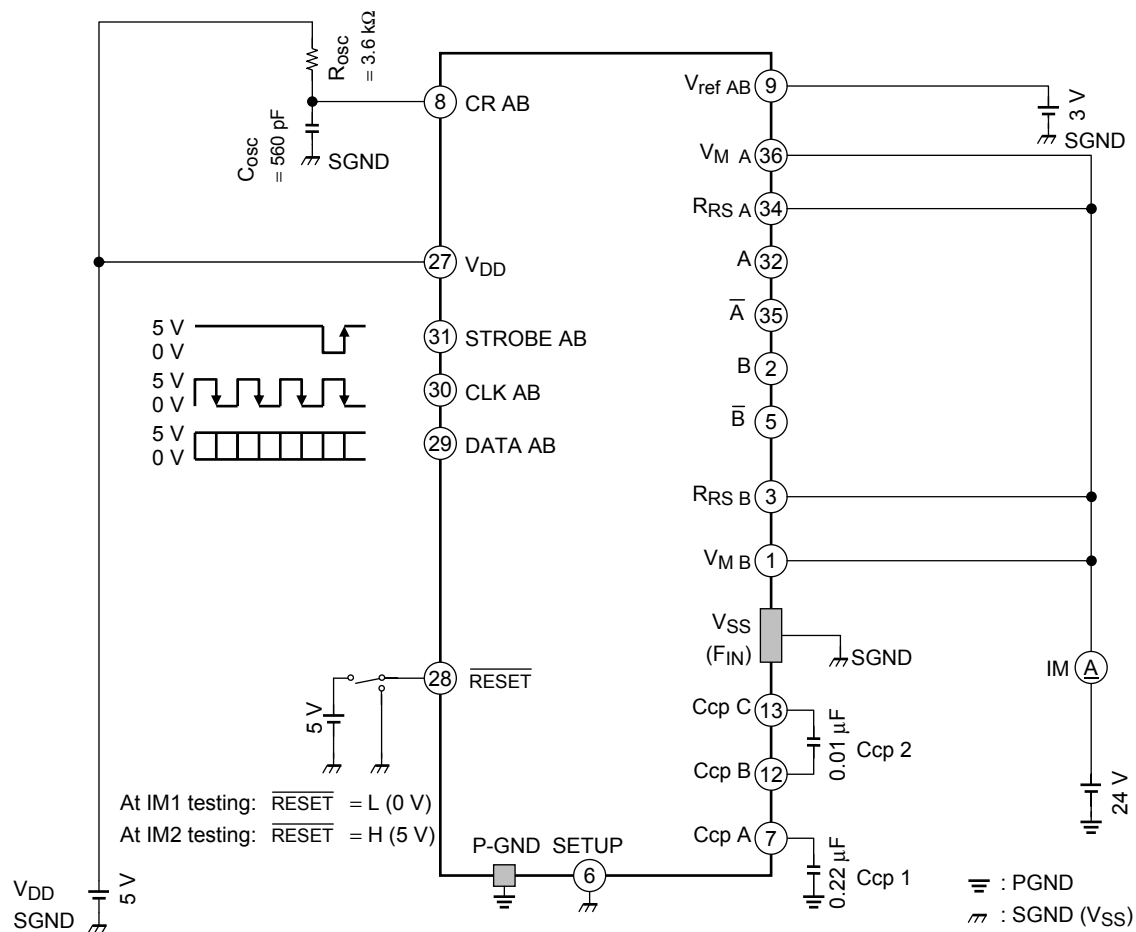 Rosc
= 3.6 kΩ
Cosc
= 560 pF
SGND
8 CR AB
27 VDD
5 V
0 V
31 STROBE AB
5 V
0 V
30 CLK AB
5 V
0 V
29 DATA AB
28 R̅E̅S̅E̅T̅
5 V
At IM1 testing: R̅E̅S̅E̅T̅ = L (0 V)
At IM2 testing: R̅E̅S̅E̅T̅ = H (5 V)
VDD
5 V
SGND
P-GND SETUP
6
Vref AB 9
3 V
SGND
VM A 36
RRS A 34
A 32
A̅ 35
B 2
B̅ 5
RRS B 3
VM B 1
VSS
(FIN)
SGND
IM A
24 V
Ccp C 13
0.01 µF
Ccp 2
Ccp B 12
Ccp A 7
0.22 µF
Ccp 1
: PGND
: SGND (VSS)